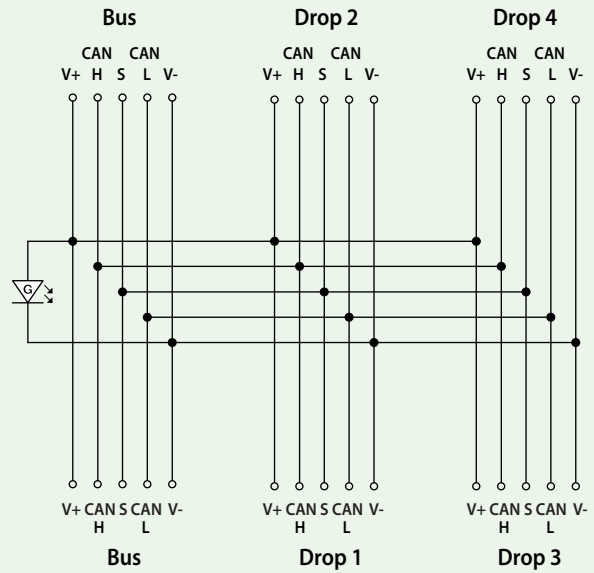 Bus Drop 2 Drop 4
CAN CAN CAN CAN CAN CAN
V+ H S L V- V+ H S L V- V+ H S L V-
G
V+ CAN S CAN V- V+ CAN S CAN V- V+ CAN S CAN V-
H L H L H L
Bus Drop 1 Drop 3